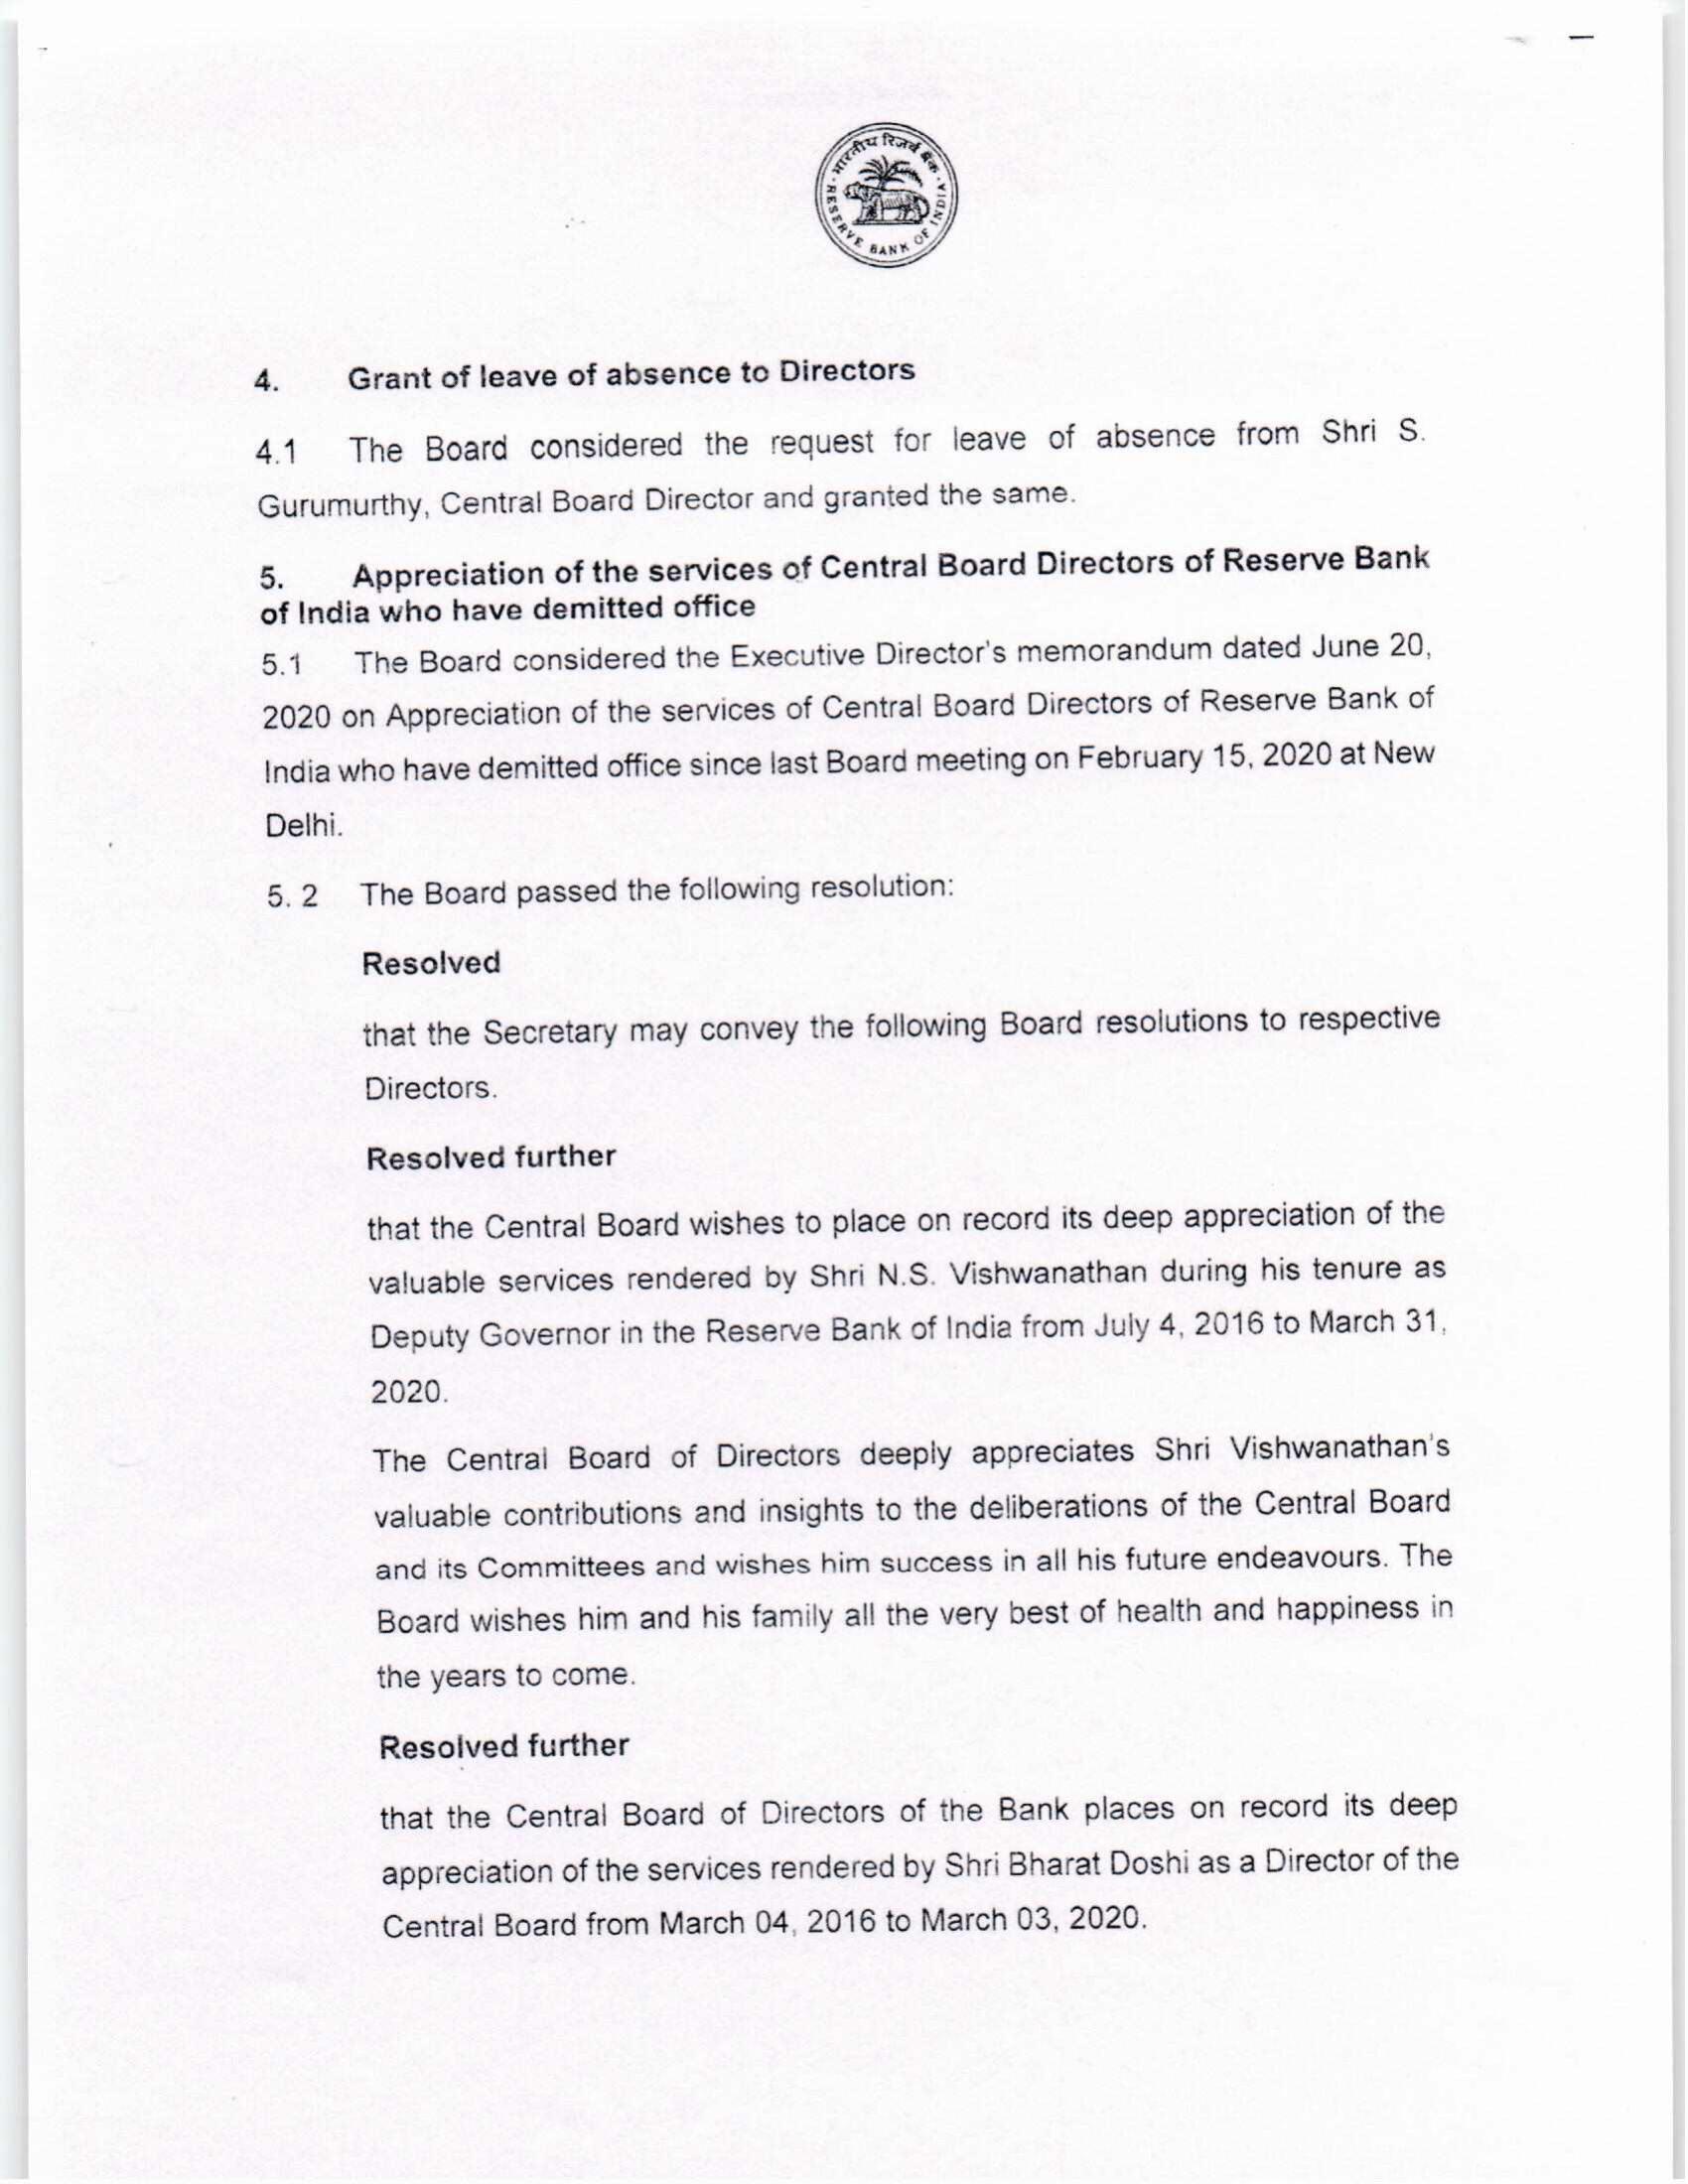 भारतीय रिज़र्व बैंक
RESERVE BANK OF INDIA
4. Grant of leave of absence to Directors
4.1 The Board considered the request for leave of absence from Shri S.
Gurumurthy, Central Board Director and granted the same.
5. Appreciation of the services of Central Board Directors of Reserve Bank
of India who have demitted office
5.1 The Board considered the Executive Director's memorandum dated June 20,
2020 on Appreciation of the services of Central Board Directors of Reserve Bank of
India who have demitted office since last Board meeting on February 15, 2020 at New
Delhi.
5. 2 The Board passed the following resolution:
Resolved
that the Secretary may convey the following Board resolutions to respective
Directors.
Resolved further
that the Central Board wishes to place on record its deep appreciation of the
valuable services rendered by Shri N.S. Vishwanathan during his tenure as
Deputy Governor in the Reserve Bank of India from July 4, 2016 to March 31,
2020.
The Central Board of Directors deeply appreciates Shri Vishwanathan's
valuable contributions and insights to the deliberations of the Central Board
and its Committees and wishes him success in all his future endeavours. The
Board wishes him and his family all the very best of health and happiness in
the years to come.
Resolved further
that the Central Board of Directors of the Bank places on record its deep
appreciation of the services rendered by Shri Bharat Doshi as a Director of the
Central Board from March 04, 2016 to March 03, 2020.